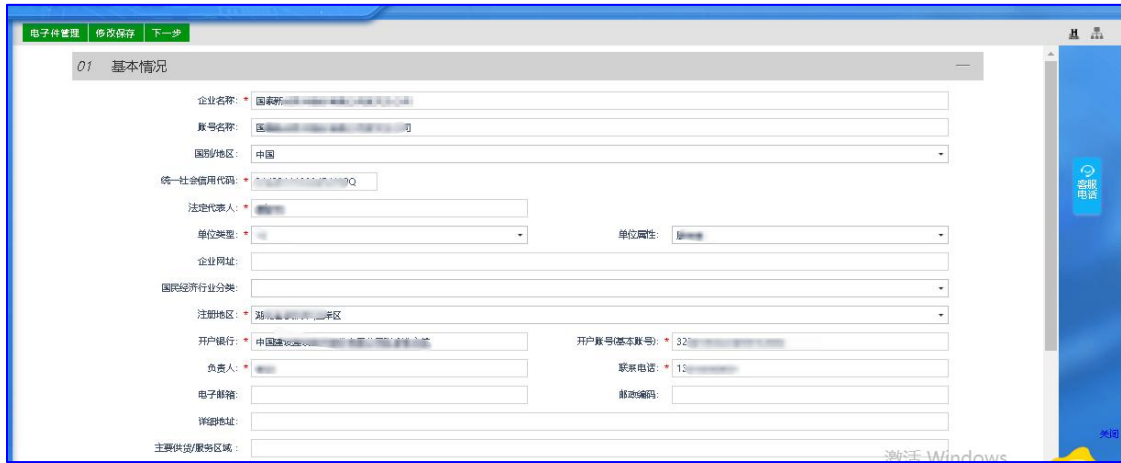 电子件管理 修改保存 下一步
01 基本情况
企业名称: * 国泰新
账号名称: 国 司
国别/地区: 中国
统一社会信用代码: * Q
法定代表人: *
单位类型: * 单位属性:
企业网址:
国民经济行业分类:
注册地区: * 湖 岸区
开户银行: * 中国建设 开户账号(基本账号): * 32
负责人: * 联系电话: * 13
电子邮箱: 邮政编码:
详细地址:
主要供货/服务区域:
客服
电话
关闭
激活 Windows